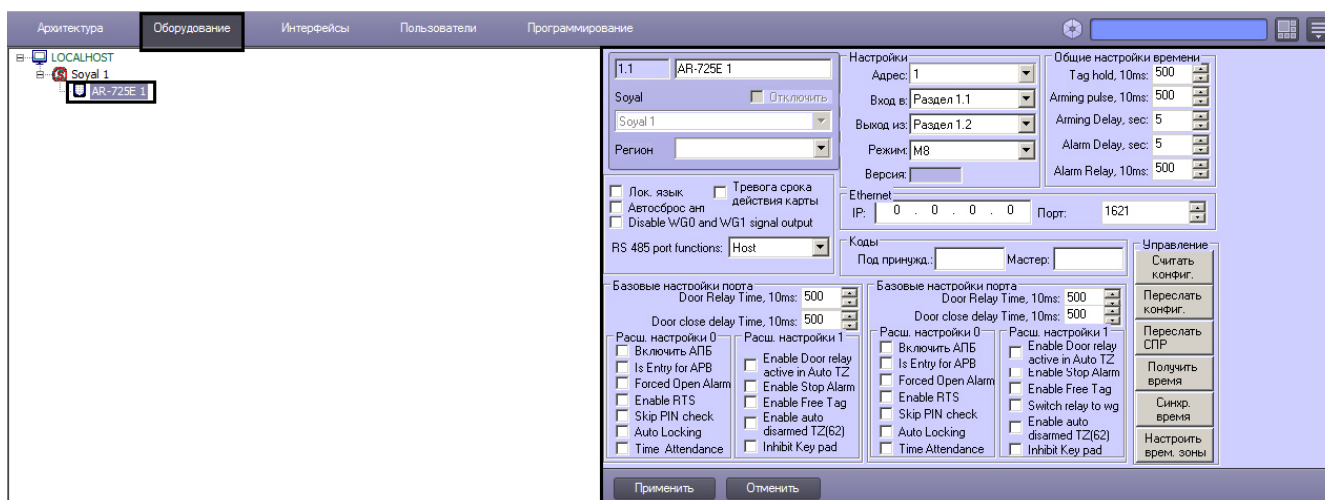 Архитектура Оборудование Интерфейсы Пользователи Программирование
LOCALHOST
Soyal 1
AR-725E 1
1.1 AR-725E 1
Soyal Отключить
Soyal 1
Регион
Настройки
Адрес: 1
Вход в: Раздел 1.1
Выход из: Раздел 1.2
Режим: M8
Версия:
Общие настройки времени
Tag hold, 10ms: 500
Arming pulse, 10ms: 500
Arming Delay, sec: 5
Alarm Delay, sec: 5
Alarm Relay, 10ms: 500
Лок. язык
Тревога срока
действия карты
Автосброс ант
Disable WG0 and WG1 signal output
RS 485 port functions: Host
Ethernet
IP: 0 . 0 . 0 . 0 Порт: 1621
Коды
Под принужд.: Мастер:
Управление
Считать
конфиг.
Переслать
конфиг.
Переслать
СПР
Получить
время
Синхр.
время
Настроить
врем. зоны
Базовые настройки порта
Door Relay Time, 10ms: 500
Door close delay Time, 10ms: 500
Расш. настройки 0
Включить АПБ
Is Entry for APB
Forced Open Alarm
Enable RTS
Skip PIN check
Auto Locking
Time Attendance
Расш. настройки 1
Enable Door relay
active in Auto TZ
Enable Stop Alarm
Enable Free Tag
Enable auto
disarmed TZ(62)
Inhibit Key pad
Базовые настройки порта
Door Relay Time, 10ms: 500
Door close delay Time, 10ms: 500
Расш. настройки 0
Включить АПБ
Is Entry for APB
Forced Open Alarm
Enable RTS
Skip PIN check
Auto Locking
Time Attendance
Расш. настройки 1
Enable Door relay
active in Auto TZ
Enable Stop Alarm
Enable Free Tag
Switch relay to wg
Enable auto
disarmed TZ(62)
Inhibit Key pad
Применить Отменить